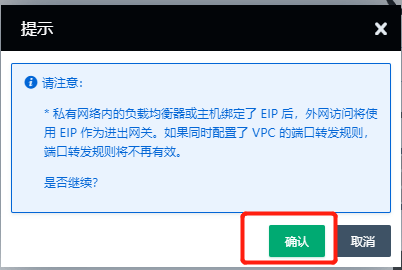 提示
请注意：
* 私有网络内的负载均衡器或主机绑定了 EIP 后，外网访问将使
用 EIP 作为进出网关。如果同时配置了 VPC 的端口转发规则，
端口转发规则将不再有效。
是否继续？
确认
取消